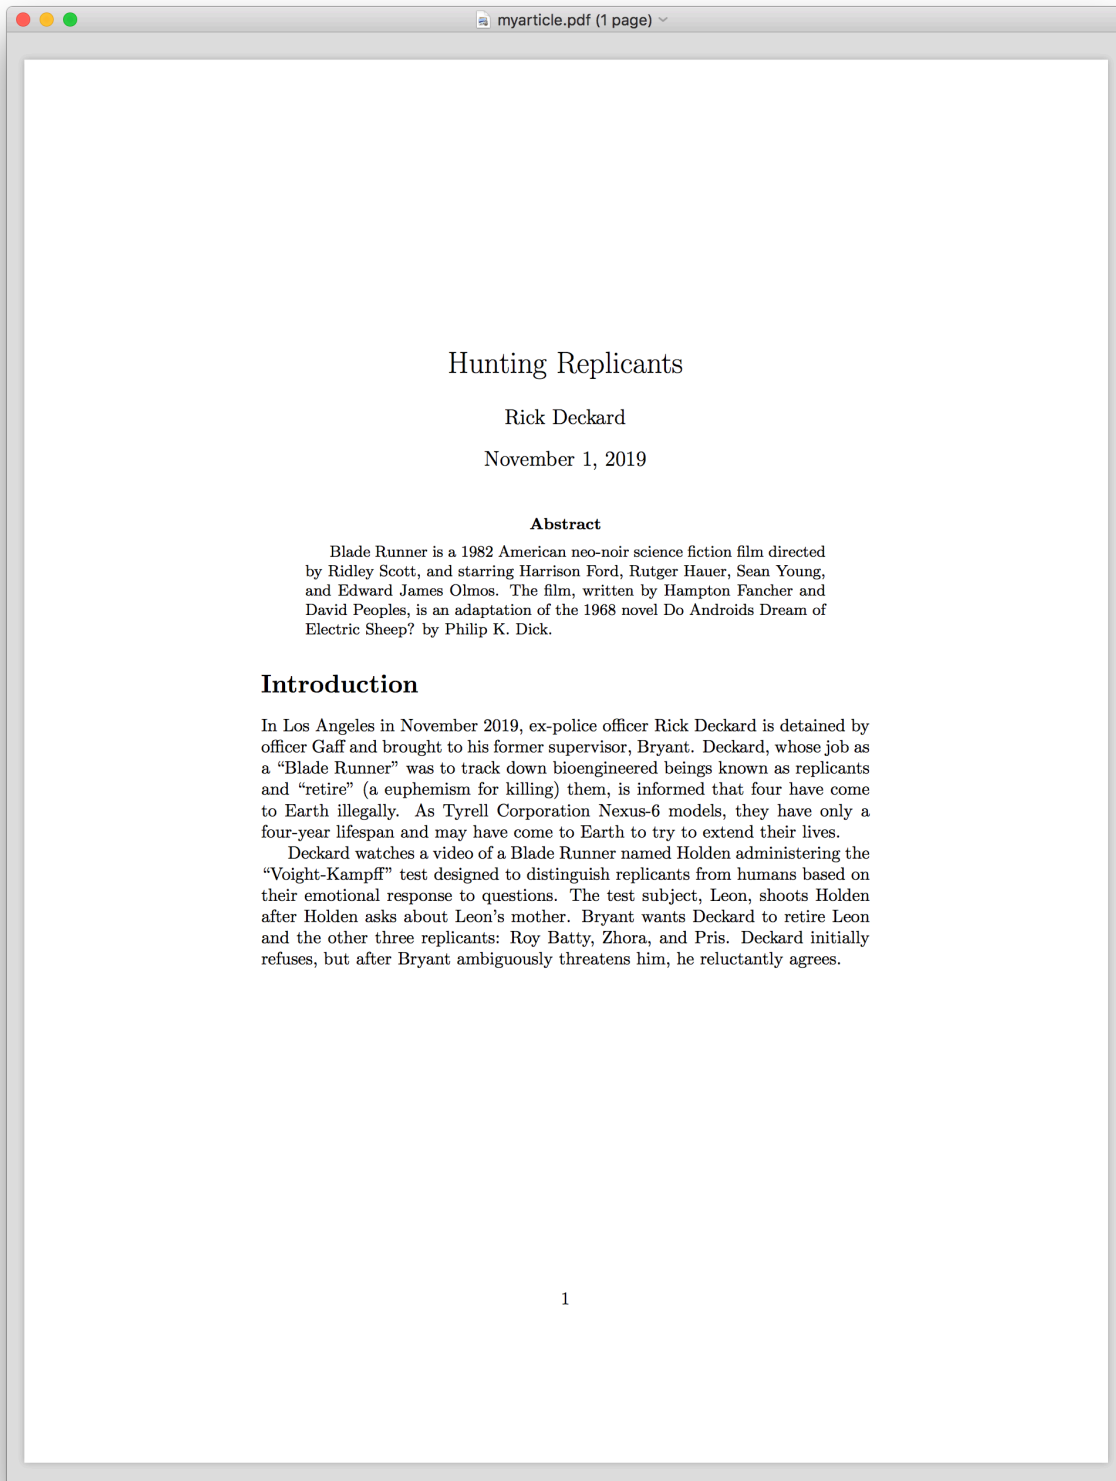 myarticle.pdf (1 page)
Hunting Replicants
Rick Deckard
November 1, 2019
Abstract
Blade Runner is a 1982 American neo-noir science fiction film directed
by Ridley Scott, and starring Harrison Ford, Rutger Hauer, Sean Young,
and Edward James Olmos. The film, written by Hampton Fancher and
David Peoples, is an adaptation of the 1968 novel Do Androids Dream of
Electric Sheep? by Philip K. Dick.
Introduction
In Los Angeles in November 2019, ex-police officer Rick Deckard is detained by
officer Gaff and brought to his former supervisor, Bryant. Deckard, whose job as
a “Blade Runner” was to track down bioengineered beings known as replicants
and “retire” (a euphemism for killing) them, is informed that four have come
to Earth illegally. As Tyrell Corporation Nexus-6 models, they have only a
four-year lifespan and may have come to Earth to try to extend their lives.
Deckard watches a video of a Blade Runner named Holden administering the
“Voight-Kampff” test designed to distinguish replicants from humans based on
their emotional response to questions. The test subject, Leon, shoots Holden
after Holden asks about Leon’s mother. Bryant wants Deckard to retire Leon
and the other three replicants: Roy Batty, Zhora, and Pris. Deckard initially
refuses, but after Bryant ambiguously threatens him, he reluctantly agrees.
1